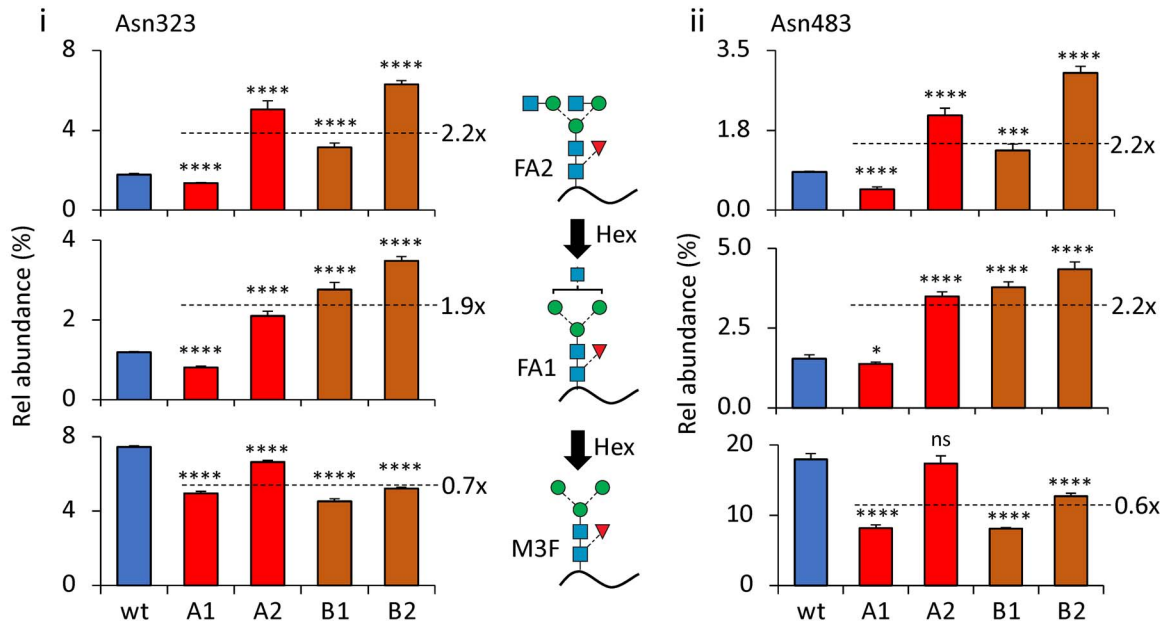 i Asn323
Rel abundance (%)
8
4
0
****
****
****
****
2.2x
4
2
0
****
****
****
****
1.9x
8
4
0
****
****
****
****
0.7x
wt A1 A2 B1 B2
FA2
Hex
FA1
Hex
M3F
ii Asn483
Rel abundance (%)
3.5
1.8
0.0
****
****
***
****
2.2x
5.0
2.5
0.0
*
****
****
****
2.2x
20
10
0
****
ns
****
****
0.6x
wt A1 A2 B1 B2